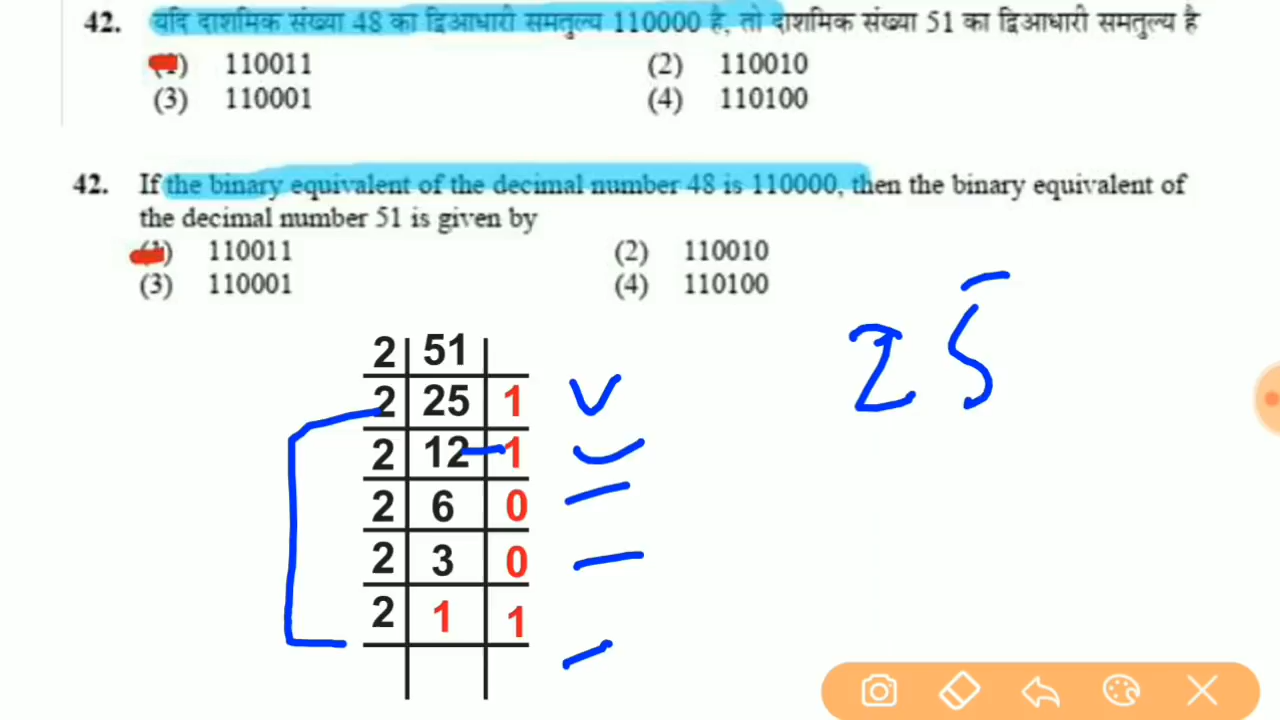 42. यदि दाशमिक संख्या 48 का द्विआधारी समतुल्य 110000 है, तो दाशमिक संख्या 51 का द्विआधारी समतुल्य है
(1) 110011 (2) 110010
(3) 110001 (4) 110100
42. If the binary equivalent of the decimal number 48 is 110000, then the binary equivalent of
the decimal number 51 is given by
(1) 110011 (2) 110010
(3) 110001 (4) 110100
25
2 51
2 25 1
2 12 1
2 6 0
2 3 0
2 1 1